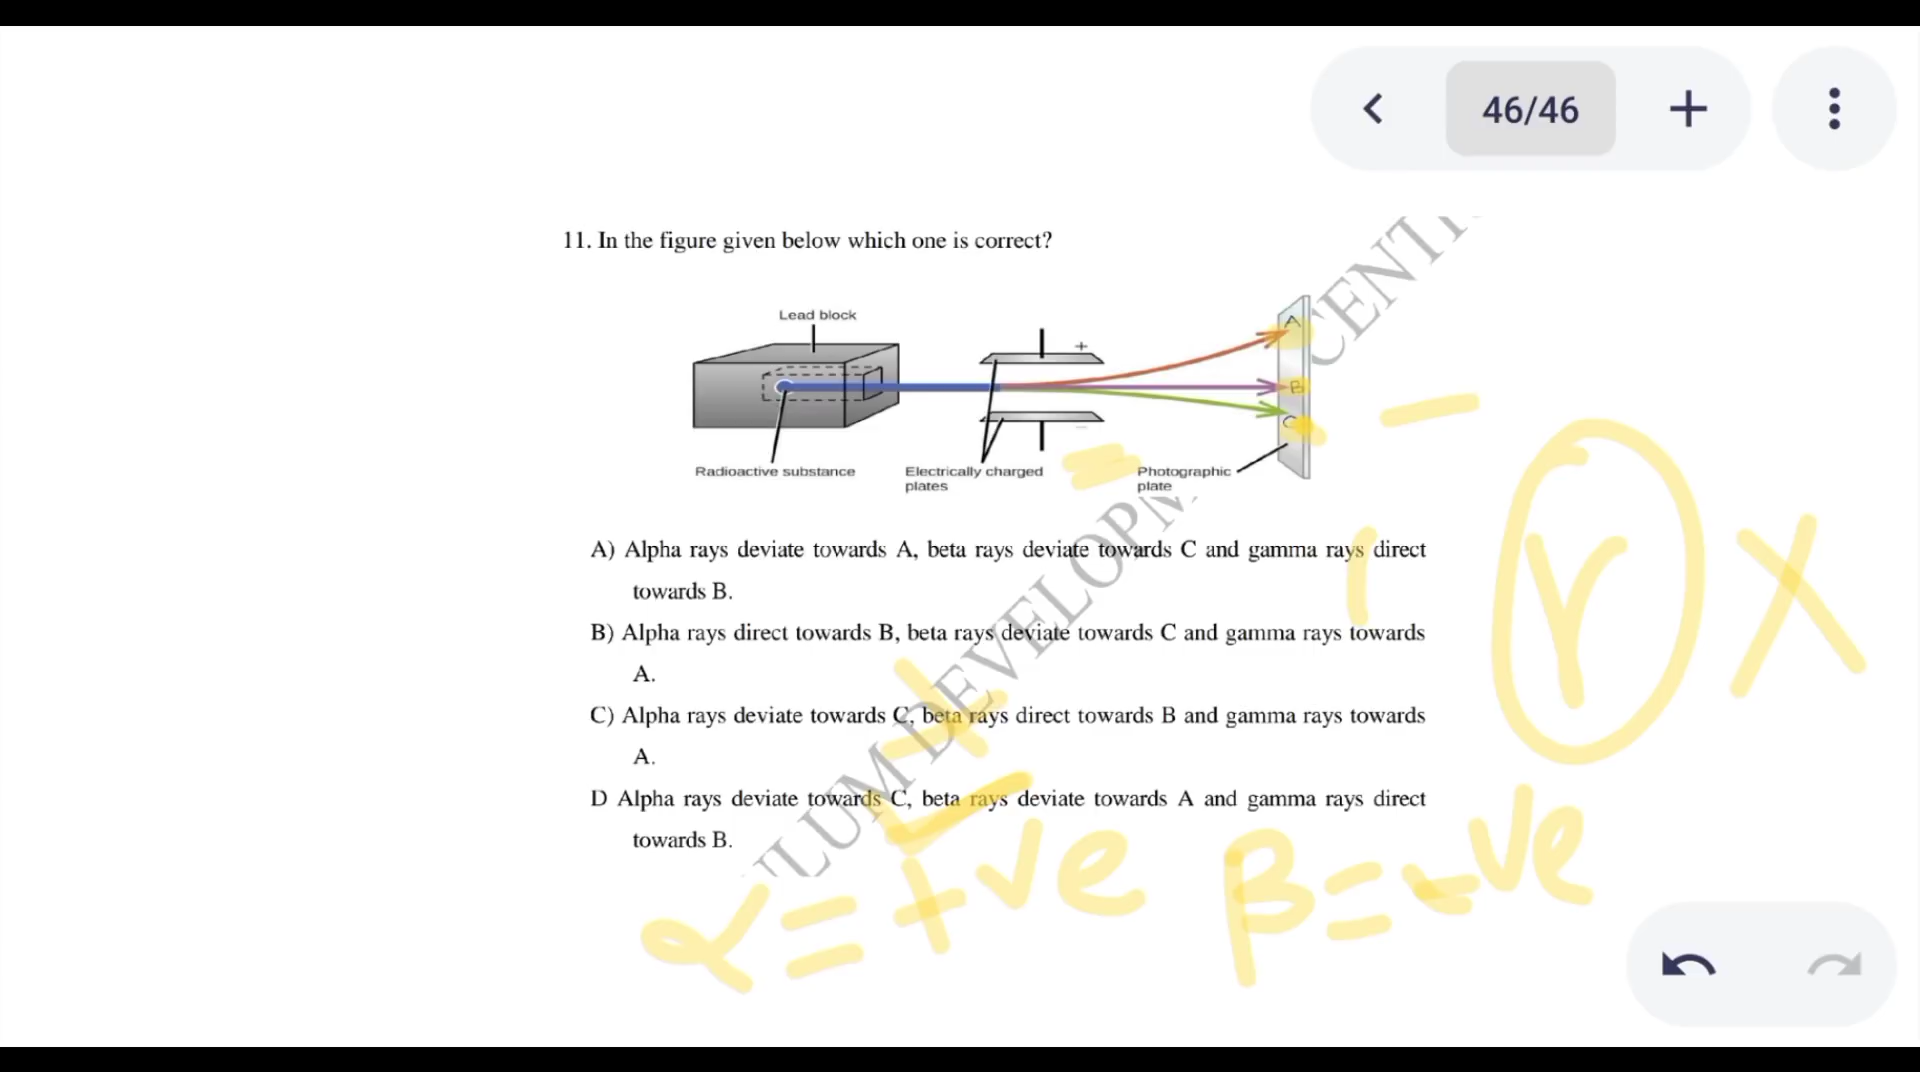 46/46
11. In the figure given below which one is correct?
Lead block
+
A
B
C
−
Radioactive substance
Electrically charged
plates
Photographic
plate
A) Alpha rays deviate towards A, beta rays deviate towards C and gamma rays direct
towards B.
B) Alpha rays direct towards B, beta rays deviate towards C and gamma rays towards
A.
C) Alpha rays deviate towards C, beta rays direct towards B and gamma rays towards
A.
D Alpha rays deviate towards C, beta rays deviate towards A and gamma rays direct
towards B.
α = +ve β = -ve